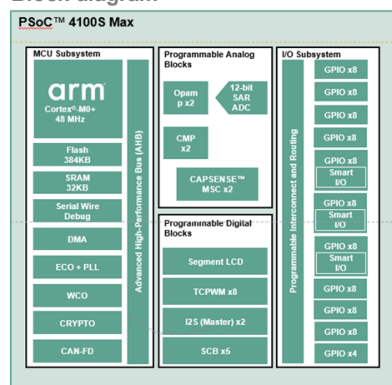 Block diagram
PSoC™ 4100S Max
MCU Subsystem
arm
Cortex®-M0+
48 MHz
Flash
384KB
SRAM
32KB
Serial Wire
Debug
DMA
ECO + PLL
WCO
CRYPTO
CAN-FD
Advanced High-Performance Bus (AHB)
Programmable Analog
Blocks
Opam
p x2
12-bit
SAR
ADC
CMP
x2
CAPSENSE™
MSC x2
Programmable Digital
Blocks
Segment LCD
TCPWM x8
I2S (Master) x2
SCB x5
I/O Subsystem
Programmable Interconnect and Routing
GPIO x8
GPIO x8
GPIO x8
GPIO x8
GPIO x8
Smart
I/O
GPIO x8
Smart
I/O
GPIO x8
Smart
I/O
GPIO x8
GPIO x8
GPIO x8
GPIO x4